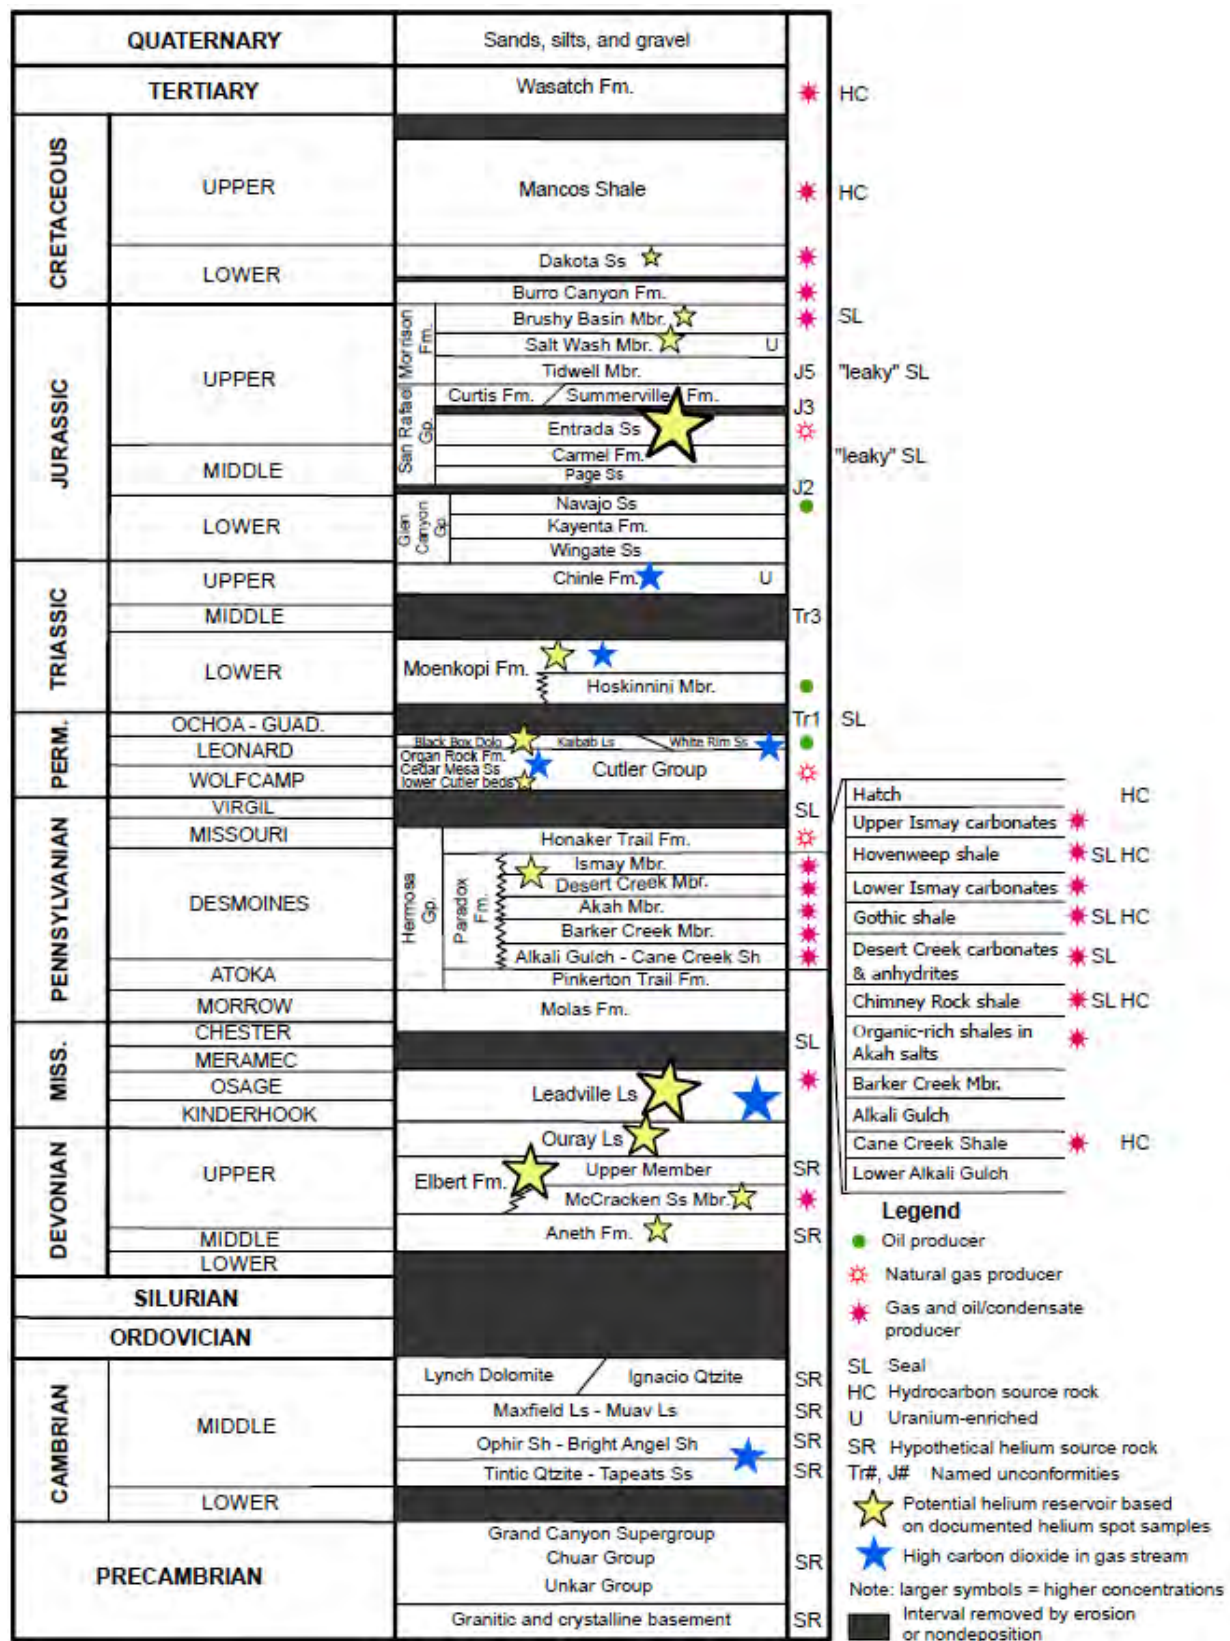 QUATERNARY
Sands, silts, and gravel
TERTIARY
Wasatch Fm.
HC
CRETACEOUS
UPPER
Mancos Shale
HC
LOWER
Dakota Ss
Burro Canyon Fm.
JURASSIC
UPPER
Morrison
Fm.
Brushy Basin Mbr.
SL
Salt Wash Mbr.
U
Tidwell Mbr.
J5
"leaky" SL
San Rafael
Gp.
Curtis Fm.
Summerville Fm.
J3
Entrada Ss
MIDDLE
Carmel Fm.
"leaky" SL
Page Ss
J2
LOWER
Glen
Canyon
Gp.
Navajo Ss
Kayenta Fm.
Wingate Ss
TRIASSIC
UPPER
Chinle Fm.
U
MIDDLE
Tr3
LOWER
Moenkopi Fm.
Hoskinnini Mbr.
PERM.
OCHOA - GUAD.
Tr1
SL
LEONARD
Black Box Dolo
Kaibab Ls
White Rim Ss
Organ Rock Fm.
Cedar Mesa Ss
Cutler Group
WOLFCAMP
lower Cutler beds
PENNSYLVANIAN
VIRGIL
SL
MISSOURI
Hermosa
Gp.
Honaker Trail Fm.
DESMOINES
Paradox
Fm.
Ismay Mbr.
Desert Creek Mbr.
Akah Mbr.
Barker Creek Mbr.
Alkali Gulch - Cane Creek Sh
ATOKA
Pinkerton Trail Fm.
MORROW
Molas Fm.
MISS.
CHESTER
SL
MERAMEC
OSAGE
Leadville Ls
KINDERHOOK
DEVONIAN
UPPER
Ouray Ls
Elbert Fm.
Upper Member
SR
McCracken Ss Mbr.
MIDDLE
Aneth Fm.
SR
LOWER
SILURIAN
ORDOVICIAN
CAMBRIAN
MIDDLE
Lynch Dolomite
Ignacio Qtzite
SR
Maxfield Ls - Muav Ls
SR
Ophir Sh - Bright Angel Sh
SR
Tintic Qtzite - Tapeats Ss
SR
LOWER
PRECAMBRIAN
Grand Canyon Supergroup
Chuar Group
Unkar Group
SR
Granitic and crystalline basement
SR
Hatch
HC
Upper Ismay carbonates
Hovenweep shale
SL HC
Lower Ismay carbonates
Gothic shale
SL HC
Desert Creek carbonates
& anhydrites
SL
Chimney Rock shale
SL HC
Organic-rich shales in
Akah salts
Barker Creek Mbr.
Alkali Gulch
Cane Creek Shale
HC
Lower Alkali Gulch
Legend
Oil producer
Natural gas producer
Gas and oil/condensate
producer
SL Seal
HC Hydrocarbon source rock
U Uranium-enriched
SR Hypothetical helium source rock
Tr#, J# Named unconformities
Potential helium reservoir based
on documented helium spot samples
High carbon dioxide in gas stream
Note: larger symbols = higher concentrations
Interval removed by erosion
or nondeposition